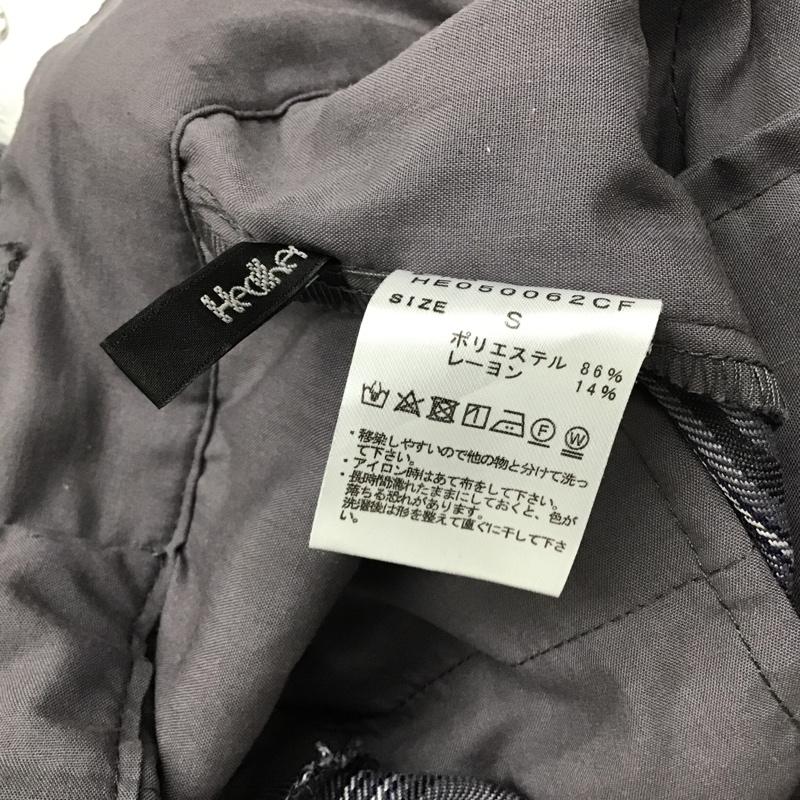 Heather
HE050062CF
SIZE S
ポリエステル 86%
レーヨン 14%
F W
・移染しやすいので他の物と分けて洗っ
て下さい。
・アイロン時はあて布をして下さい。
・長時間濡れたままにしておくと、色が
落ちる恐れがあります。
洗濯後は形を整えて直ぐに干して下さ
い。